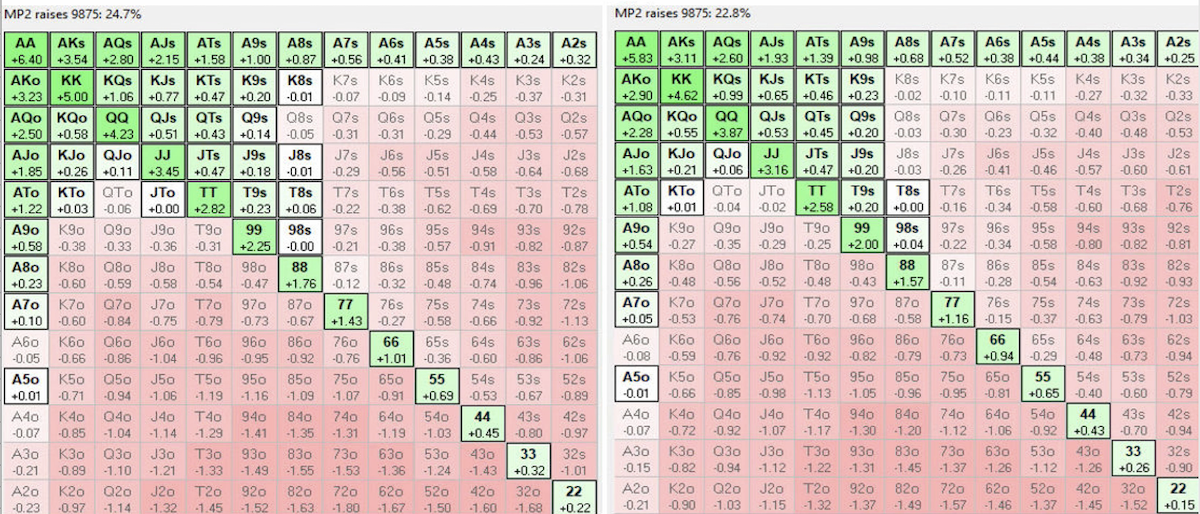 MP2 raises 9875: 24.7%
AA AKs AQs AJs ATs A9s A8s A7s A6s A5s A4s A3s A2s
+6.40 +3.54 +2.80 +2.15 +1.58 +1.00 +0.87 +0.56 +0.41 +0.38 +0.43 +0.24 +0.32
AKo KK KQs KJs KTs K9s K8s K7s K6s K5s K4s K3s K2s
+3.23 +5.00 +1.06 +0.77 +0.47 +0.20 -0.01 -0.07 -0.09 -0.14 -0.25 -0.37 -0.31
AQo KQo QQ QJs QTs Q9s Q8s Q7s Q6s Q5s Q4s Q3s Q2s
+2.50 +0.58 +4.23 +0.51 +0.43 +0.14 -0.05 -0.31 -0.31 -0.29 -0.44 -0.53 -0.57
AJo KJo QJo JJ JTs J9s J8s J7s J6s J5s J4s J3s J2s
+1.85 +0.26 +0.11 +3.45 +0.47 +0.18 -0.01 -0.29 -0.56 -0.51 -0.58 -0.64 -0.68
ATo KTo QTo JTo TT T9s T8s T7s T6s T5s T4s T3s T2s
+1.22 +0.03 -0.06 +0.00 +2.82 +0.23 +0.06 -0.22 -0.38 -0.62 -0.69 -0.70 -0.78
A9o K9o Q9o J9o T9o 99 98s 97s 96s 95s 94s 93s 92s
+0.58 -0.38 -0.33 -0.36 -0.31 +2.25 -0.00 -0.21 -0.38 -0.57 -0.91 -0.82 -0.87
A8o K8o Q8o J8o T8o 98o 88 87s 86s 85s 84s 83s 82s
+0.23 -0.60 -0.59 -0.58 -0.54 -0.47 +1.76 -0.12 -0.32 -0.48 -0.74 -0.96 -1.06
A7o K7o Q7o J7o T7o 97o 87o 77 76s 75s 74s 73s 72s
+0.10 -0.60 -0.84 -0.75 -0.79 -0.73 -0.67 +1.43 -0.27 -0.58 -0.66 -0.92 -1.13
A6o K6o Q6o J6o T6o 96o 86o 76o 66 65s 64s 63s 62s
-0.05 -0.66 -0.86 -1.04 -0.96 -0.95 -0.92 -0.76 +1.01 -0.36 -0.60 -0.86 -1.06
A5o K5o Q5o J5o T5o 95o 85o 75o 65o 55 54s 53s 52s
+0.01 -0.71 -0.94 -1.06 -1.19 -1.16 -1.09 -1.07 -0.91 +0.69 -0.53 -0.67 -0.89
A4o K4o Q4o J4o T4o 94o 84o 74o 64o 54o 44 43s 42s
-0.07 -0.85 -1.04 -1.14 -1.29 -1.41 -1.35 -1.31 -1.19 -1.03 +0.45 -0.80 -0.97
A3o K3o Q3o J3o T3o 93o 83o 73o 63o 53o 43o 33 32s
-0.21 -0.89 -1.10 -1.21 -1.33 -1.49 -1.55 -1.53 -1.36 -1.24 -1.43 +0.32 -1.01
A2o K2o Q2o J2o T2o 92o 82o 72o 62o 52o 42o 32o 22
-0.23 -0.97 -1.14 -1.32 -1.45 -1.52 -1.63 -1.80 -1.67 -1.50 -1.60 -1.68 +0.22
MP2 raises 9875: 22.8%
AA AKs AQs AJs ATs A9s A8s A7s A6s A5s A4s A3s A2s
+5.83 +3.11 +2.60 +1.93 +1.39 +0.98 +0.68 +0.52 +0.38 +0.44 +0.38 +0.34 +0.25
AKo KK KQs KJs KTs K9s K8s K7s K6s K5s K4s K3s K2s
+2.90 +4.62 +0.99 +0.65 +0.46 +0.23 -0.02 -0.10 -0.11 -0.11 -0.27 -0.32 -0.33
AQo KQo QQ QJs QTs Q9s Q8s Q7s Q6s Q5s Q4s Q3s Q2s
+2.28 +0.55 +3.87 +0.53 +0.45 +0.20 -0.03 -0.30 -0.23 -0.32 -0.40 -0.48 -0.53
AJo KJo QJo JJ JTs J9s J8s J7s J6s J5s J4s J3s J2s
+1.63 +0.21 +0.06 +3.16 +0.47 +0.20 -0.03 -0.26 -0.41 -0.46 -0.57 -0.60 -0.61
ATo KTo QTo JTo TT T9s T8s T7s T6s T5s T4s T3s T2s
+1.08 +0.01 -0.04 -0.02 +2.58 +0.20 +0.00 -0.16 -0.34 -0.58 -0.60 -0.68 -0.76
A9o K9o Q9o J9o T9o 99 98s 97s 96s 95s 94s 93s 92s
+0.54 -0.27 -0.35 -0.29 -0.25 +2.00 +0.04 -0.22 -0.34 -0.58 -0.80 -0.82 -0.81
A8o K8o Q8o J8o T8o 98o 88 87s 86s 85s 84s 83s 82s
+0.26 -0.48 -0.56 -0.52 -0.48 -0.43 +1.57 -0.11 -0.28 -0.54 -0.63 -0.92 -0.93
A7o K7o Q7o J7o T7o 97o 87o 77 76s 75s 74s 73s 72s
+0.05 -0.53 -0.76 -0.74 -0.70 -0.68 -0.58 +1.16 -0.15 -0.37 -0.63 -0.79 -1.03
A6o K6o Q6o J6o T6o 96o 86o 76o 66 65s 64s 63s 62s
-0.08 -0.59 -0.76 -0.92 -0.92 -0.82 -0.79 -0.73 +0.94 -0.29 -0.48 -0.73 -0.94
A5o K5o Q5o J5o T5o 95o 85o 75o 65o 55 54s 53s 52s
-0.01 -0.66 -0.85 -0.98 -1.13 -1.05 -0.96 -0.95 -0.81 +0.65 -0.40 -0.60 -0.79
A4o K4o Q4o J4o T4o 94o 84o 74o 64o 54o 44 43s 42s
-0.07 -0.72 -0.92 -1.07 -1.17 -1.30 -1.20 -1.12 -1.06 -0.92 +0.43 -0.70 -0.94
A3o K3o Q3o J3o T3o 93o 83o 73o 63o 53o 43o 33 32s
-0.15 -0.82 -0.94 -1.12 -1.22 -1.31 -1.45 -1.37 -1.26 -1.12 -1.26 +0.26 -0.90
A2o K2o Q2o J2o T2o 92o 82o 72o 62o 52o 42o 32o 22
-0.21 -0.90 -1.03 -1.15 -1.32 -1.37 -1.49 -1.57 -1.46 -1.37 -1.45 -1.52 +0.15